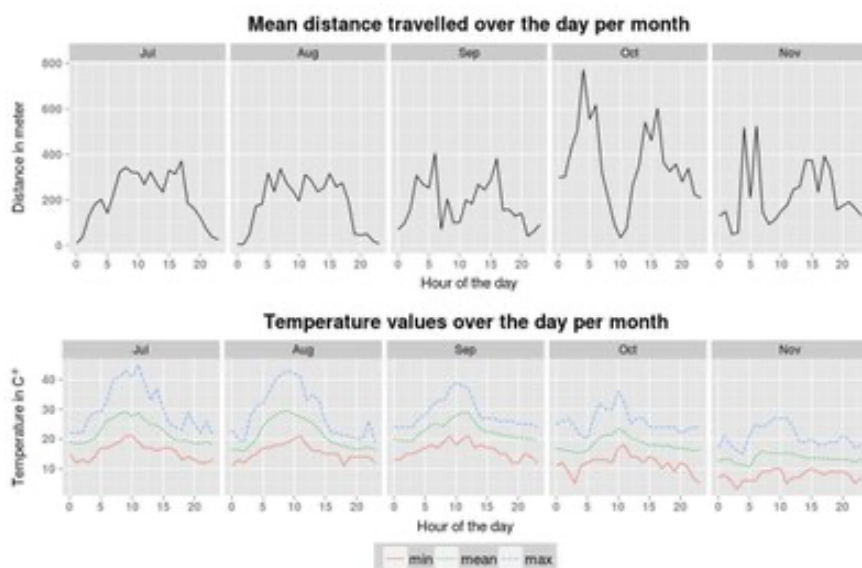 Mean distance travelled over the day per month
Jul Aug Sep Oct Nov
800
600
400
200
0
Distance in meter
0 5 10 15 20 0 5 10 15 20 0 5 10 15 20 0 5 10 15 20 0 5 10 15 20
Hour of the day
Temperature values over the day per month
Jul Aug Sep Oct Nov
40
30
20
10
Temperature in C°
0 5 10 15 20 0 5 10 15 20 0 5 10 15 20 0 5 10 15 20 0 5 10 15 20
Hour of the day
min mean max